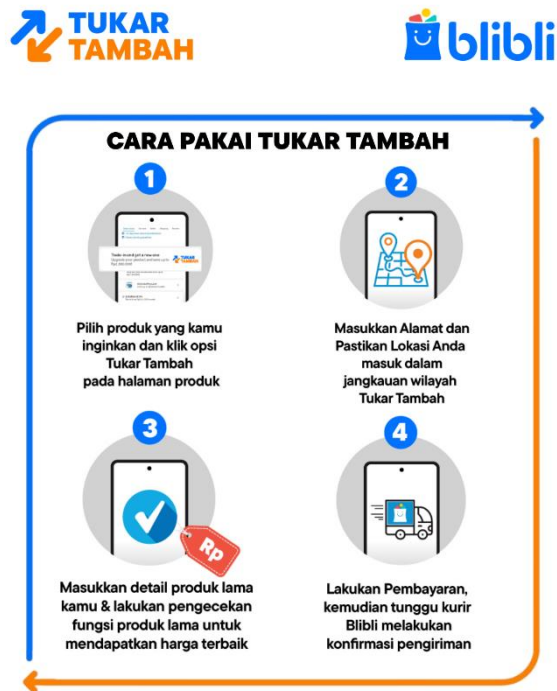 TUKAR
TAMBAH
blibli
CARA PAKAI TUKAR TAMBAH
1
TUKAR
TAMBAH
Pilih produk yang kamu
inginkan dan klik opsi
Tukar Tambah
pada halaman produk
2
Masukkan Alamat dan
Pastikan Lokasi Anda
masuk dalam
jangkauan wilayah
Tukar Tambah
3
Rp
Masukkan detail produk lama
kamu & lakukan pengecekan
fungsi produk lama untuk
mendapatkan harga terbaik
4
Lakukan Pembayaran,
kemudian tunggu kurir
Blibli melakukan
konfirmasi pengiriman